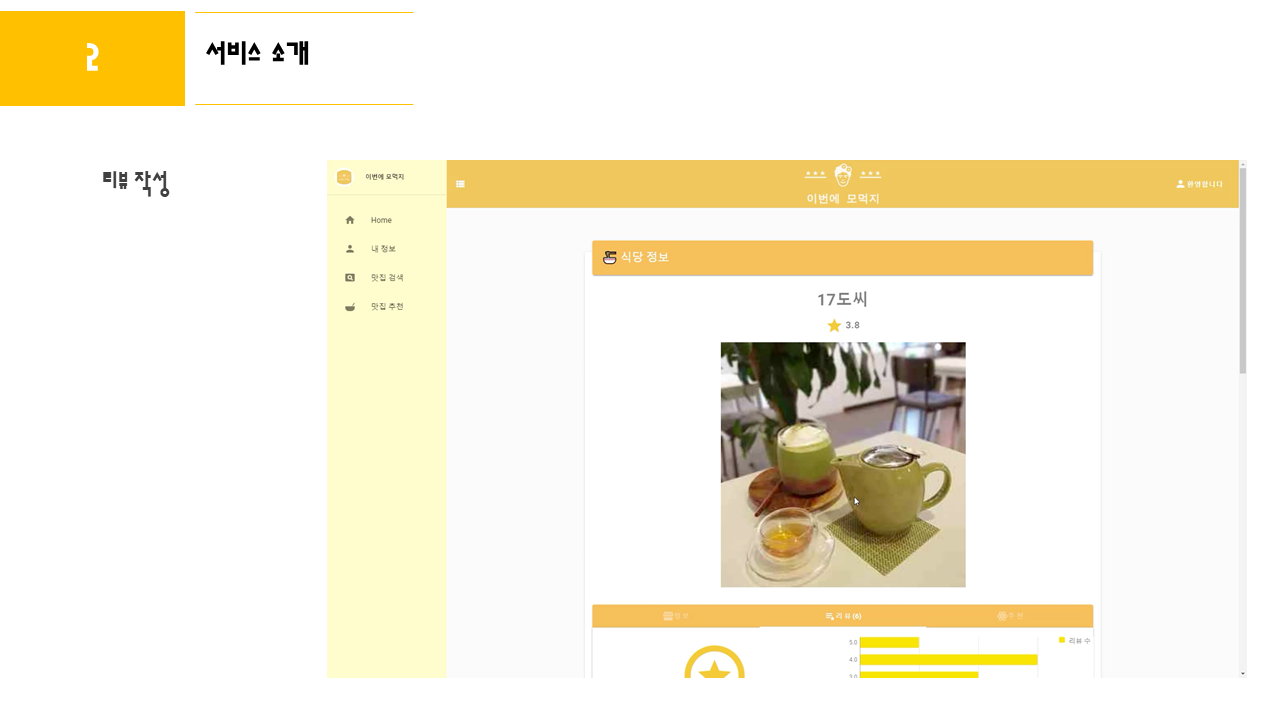 2
서비스 소개
리뷰 작성
이번에 모먹지
이번에 모먹지
환영합니다
Home
내 정보
맛집 검색
맛집 추천
식당 정보
17도씨
3.8
정보
리뷰 (6)
추천
5.0
4.0
3.0
리뷰 수